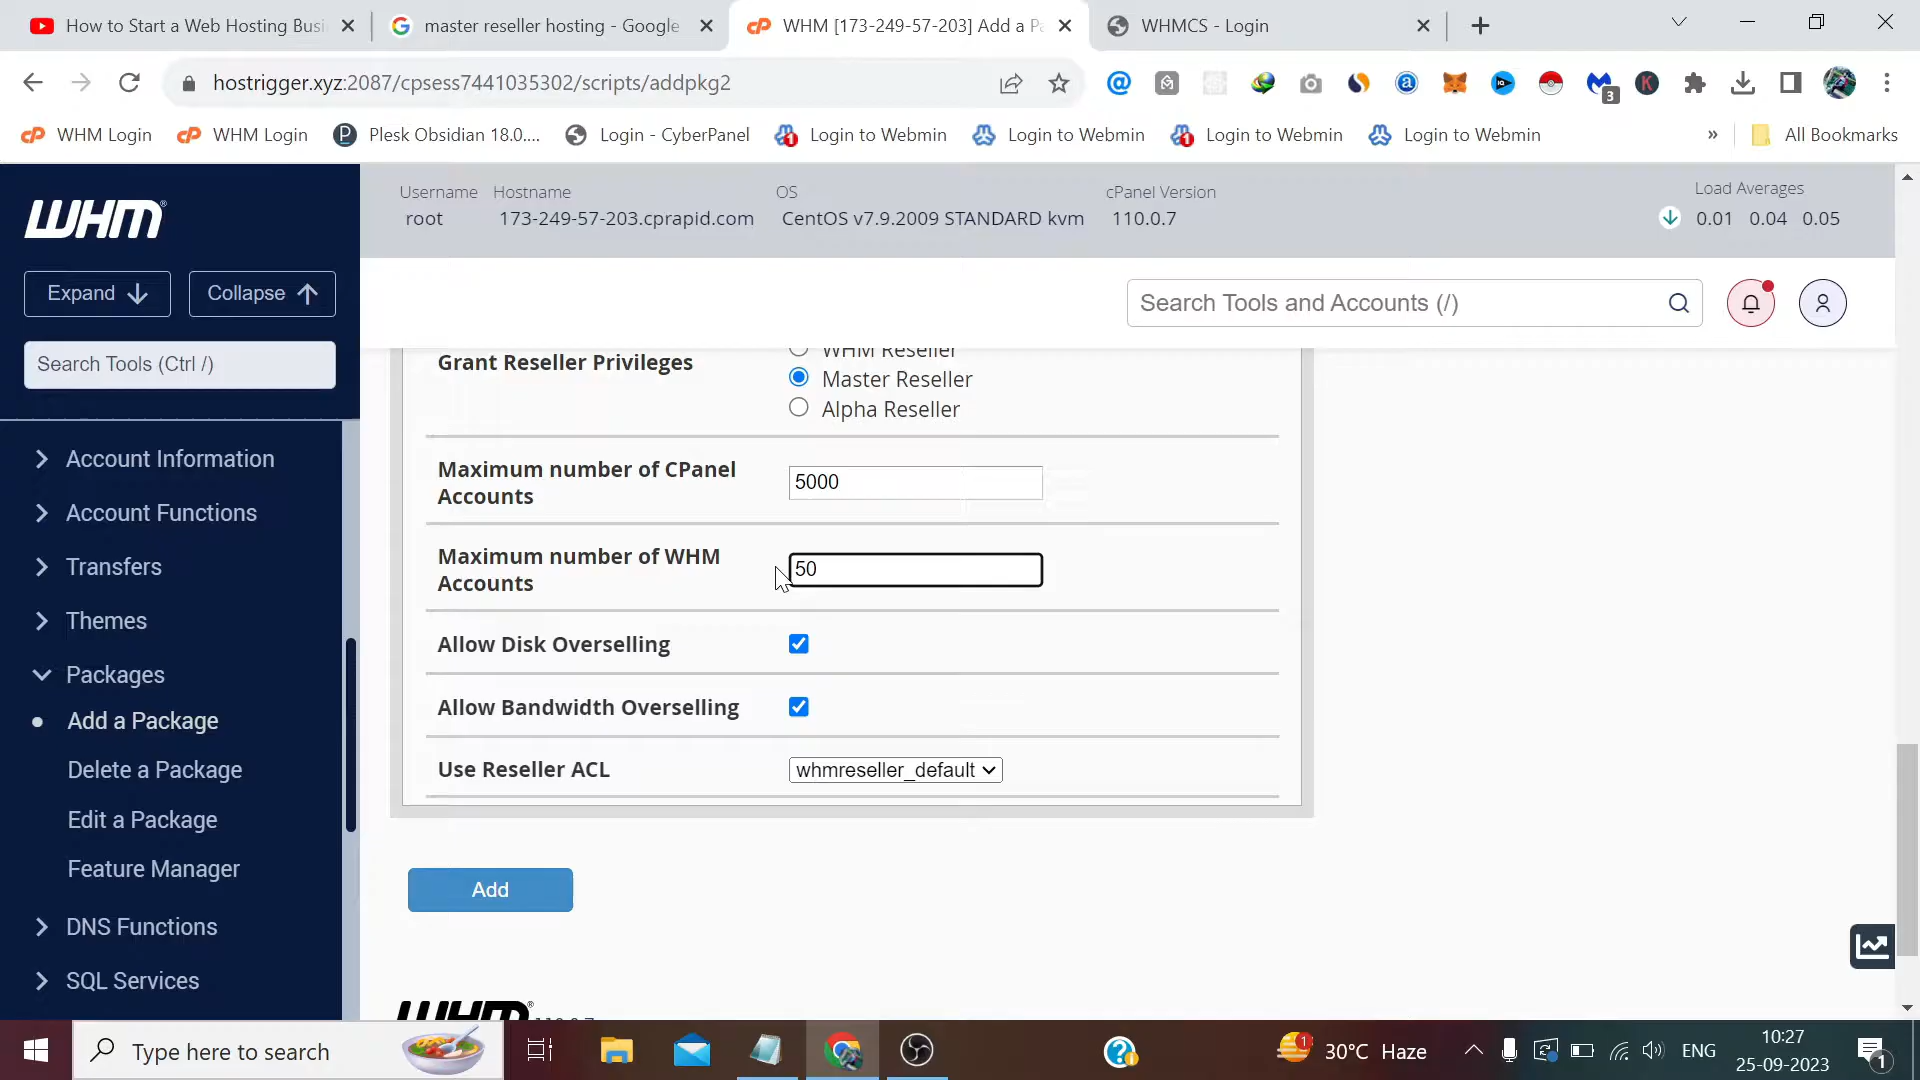 How to Start a Web Hosting Busi
master reseller hosting - Google
WHM [173-249-57-203] Add a Pa
WHMCS - Login
hostrigger.xyz:2087/cpsess7441035302/scripts/addpkg2
3
WHM Login
WHM Login
Plesk Obsidian 18.0....
Login - CyberPanel
Login to Webmin
Login to Webmin
Login to Webmin
Login to Webmin
»
All Bookmarks
WHM
Username
Hostname
OS
cPanel Version
Load Averages
root
173-249-57-203.cprapid.com
CentOS v7.9.2009 STANDARD kvm
110.0.7
0.01 0.04 0.05
Expand
Collapse
Search Tools (Ctrl /)
Search Tools and Accounts (/)
Account Information
Account Functions
Transfers
Themes
Packages
Add a Package
Delete a Package
Edit a Package
Feature Manager
DNS Functions
SQL Services
Grant Reseller Privileges
WHM Reseller
Master Reseller
Alpha Reseller
Maximum number of CPanel
Accounts
5000
Maximum number of WHM
Accounts
50
Allow Disk Overselling
Allow Bandwidth Overselling
Use Reseller ACL
whmreseller_default
Add
WHM
110.0.7
Type here to search
30°C Haze
ENG
10:27
25-09-2023
1